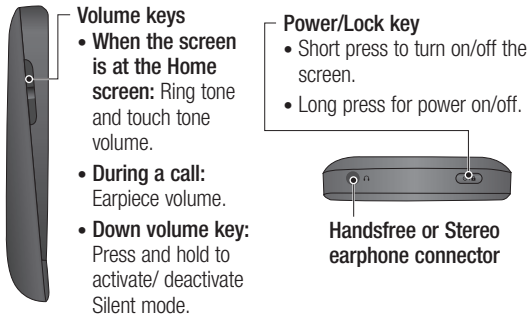 Volume keys
• When the screen
is at the Home
screen: Ring tone
and touch tone
volume.
• During a call:
Earpiece volume.
• Down volume key:
Press and hold to
activate/ deactivate
Silent mode.
Power/Lock key
• Short press to turn on/off the
screen.
• Long press for power on/off.
Handsfree or Stereo
earphone connector